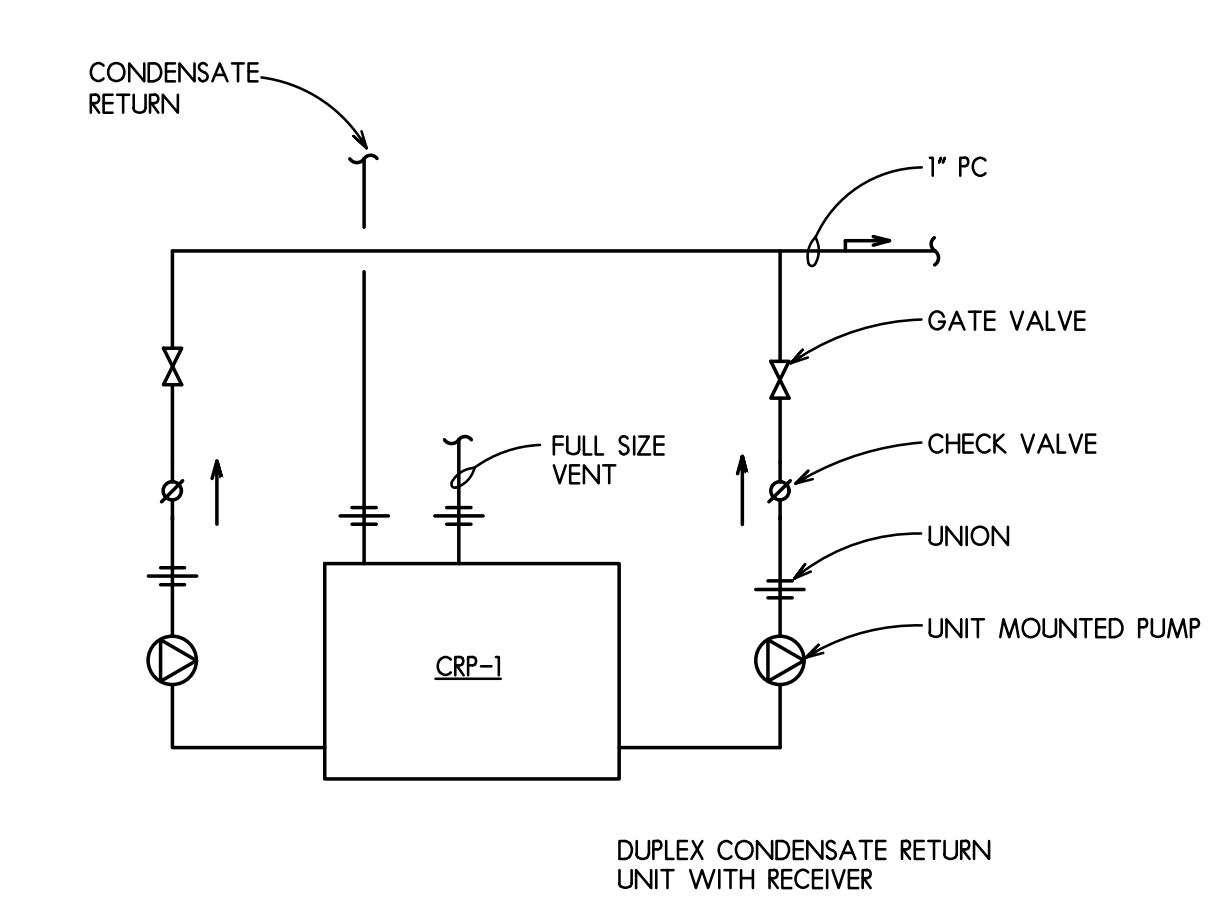 CONDENSATE
RETURN
1" PC
GATE VALVE
CHECK VALVE
FULL SIZE
VENT
UNION
UNIT MOUNTED PUMP
CRP-1
DUPLEX CONDENSATE RETURN
UNIT WITH RECEIVER